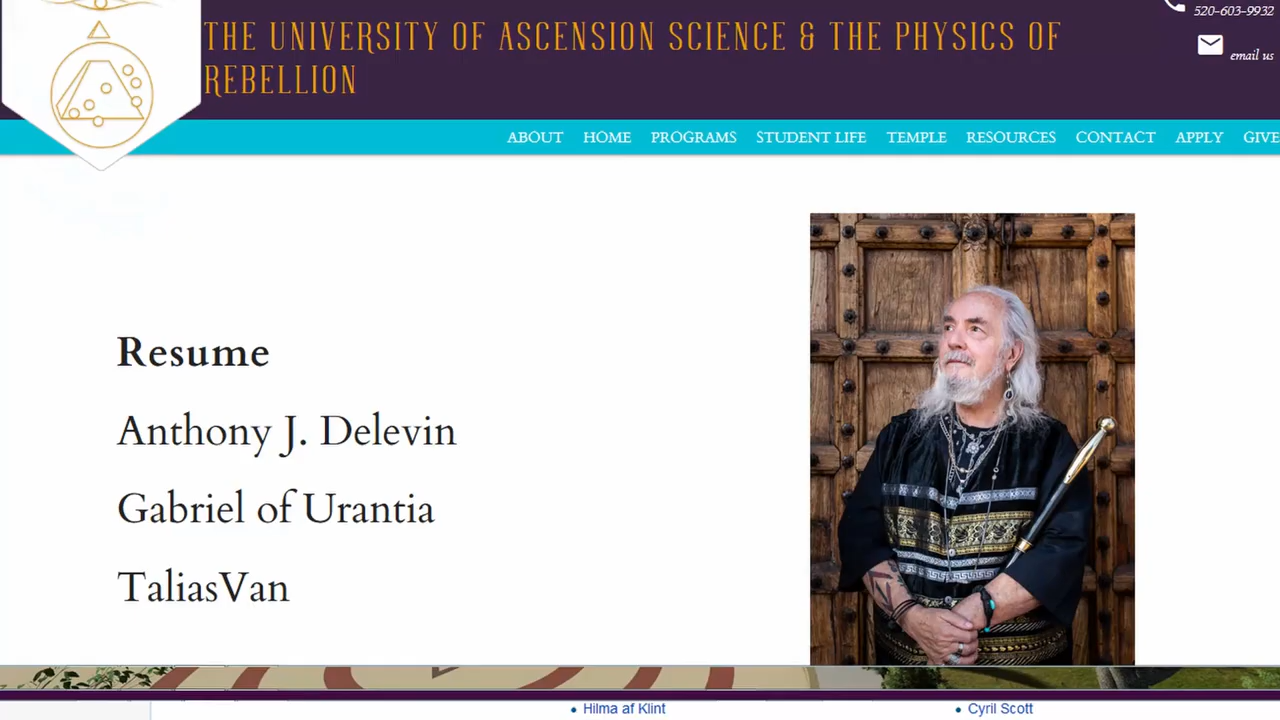 520-603-9932
THE UNIVERSITY OF ASCENSION SCIENCE & THE PHYSICS OF
REBELLION
email us
ABOUT HOME PROGRAMS STUDENT LIFE TEMPLE RESOURCES CONTACT APPLY GIVE
Resume
Anthony J. Delevin
Gabriel of Urantia
TaliasVan
• Hilma af Klint
• Cyril Scott